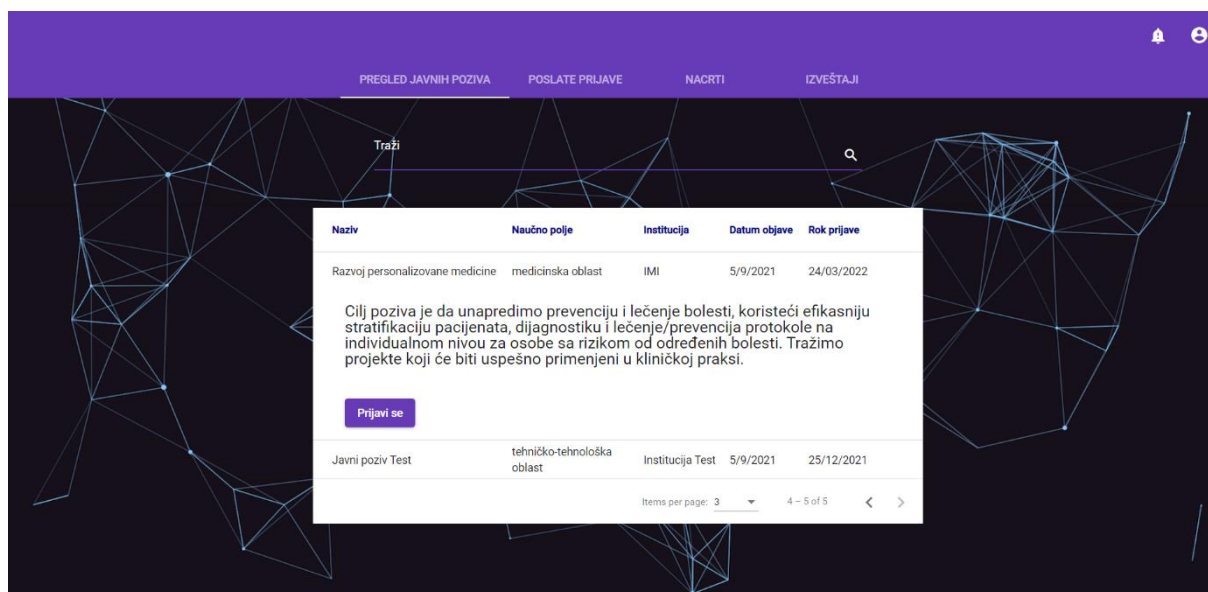 PREGLED JAVNIH POZIVA POSLATE PRIJAVE NACRTI IZVEŠTAJI
Traži
Naziv Naučno polje Institucija Datum objave Rok prijave
Razvoj personalizovane medicine medicinska oblast IMI 5/9/2021 24/03/2022
Cilj poziva je da unapredimo prevenciju i lečenje bolesti, koristeći efikasniju
stratifikaciju pacijenata, dijagnostiku i lečenje/prevencija protokole na
individualnom nivou za osobe sa rizikom od određenih bolesti. Tražimo
projekte koji će biti uspešno primenjeni u kliničkoj praksi.
Prijavi se
Javni poziv Test tehničko-tehnološka oblast Institucija Test 5/9/2021 25/12/2021
Items per page: 3 4 – 5 of 5